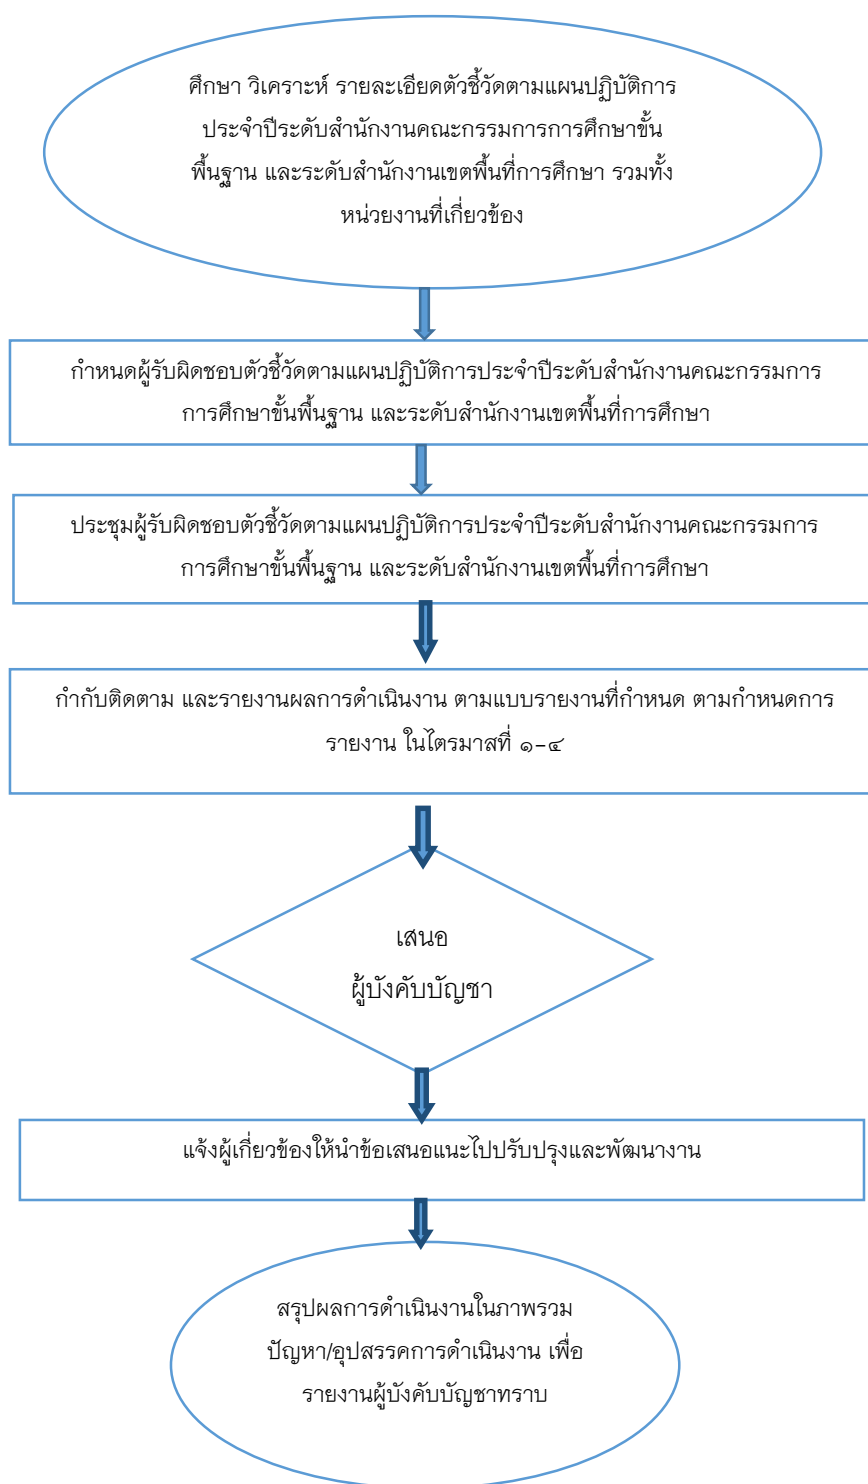 ศึกษา วิเคราะห์ รายละเอียดตัวชี้วัดตามแผนปฏิบัติการ
ประจำปีระดับสำนักงานคณะกรรมการการศึกษาขั้น
พื้นฐาน และระดับสำนักงานเขตพื้นที่การศึกษา รวมทั้ง
หน่วยงานที่เกี่ยวข้อง
กำหนดผู้รับผิดชอบตัวชี้วัดตามแผนปฏิบัติการประจำปีระดับสำนักงานคณะกรรมการ
การศึกษาขั้นพื้นฐาน และระดับสำนักงานเขตพื้นที่การศึกษา
ประชุมผู้รับผิดชอบตัวชี้วัดตามแผนปฏิบัติการประจำปีระดับสำนักงานคณะกรรมการ
การศึกษาขั้นพื้นฐาน และระดับสำนักงานเขตพื้นที่การศึกษา
กำกับติดตาม และรายงานผลการดำเนินงาน ตามแบบรายงานที่กำหนด ตามกำหนดการ
รายงาน ในไตรมาสที่ ๑-๔
เสนอ
ผู้บังคับบัญชา
แจ้งผู้เกี่ยวข้องให้นำข้อเสนอแนะไปปรับปรุงและพัฒนางาน
สรุปผลการดำเนินงานในภาพรวม
ปัญหา/อุปสรรคการดำเนินงาน เพื่อ
รายงานผู้บังคับบัญชาทราบ